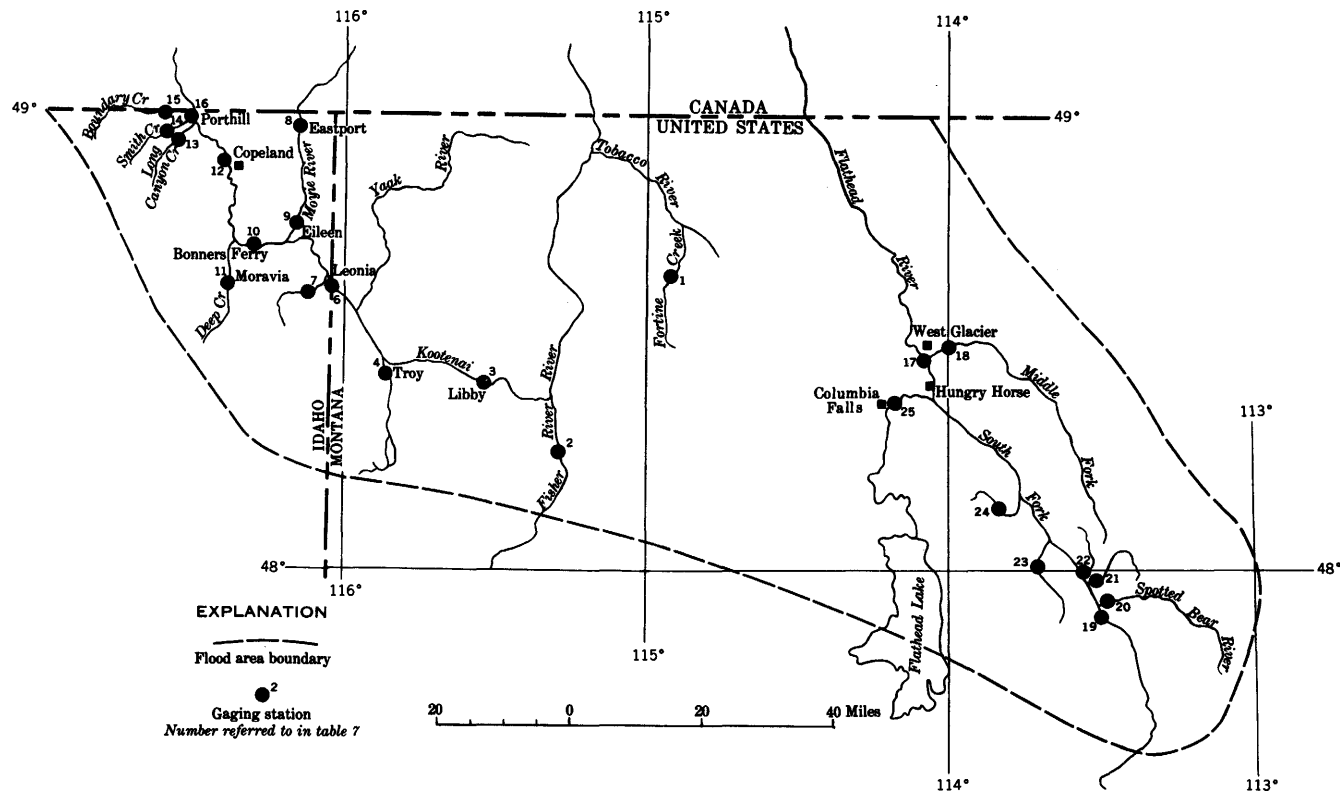 116°
115°
114°
49°
Boundary Cr
15
16
Porthill
14
Smith Cr
13
Long
Canyon Cr
12
Copeland
8
Eastport
Moyie River
CANADA
UNITED STATES
49°
Yaak
River
Tobacco
River
Flathead
River
9
Eileen
10
Bonners Ferry
11
Moravia
Deep Cr
7
Leonia
6
Creek
1
Fortine
West Glacier
17
18
Middle
Fork
Hungry Horse
Columbia
Falls
25
Kootenai
4
Troy
3
Libby
River
River
2
Fisher
IDAHO
MONTANA
113°
South
Fork
24
23
22
21
20
19
Spotted
Bear
River
48°
48°
116°
115°
Flathead Lake
EXPLANATION
Flood area boundary
2
Gaging station
Number referred to in table 7
20 0 20 40 Miles
114°
113°